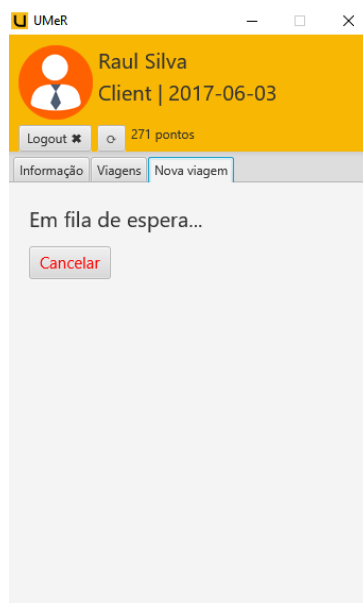 UMeR
Raul Silva
Client | 2017-06-03
Logout ✖ ⟳ 271 pontos
Informação Viagens Nova viagem
Em fila de espera...
Cancelar